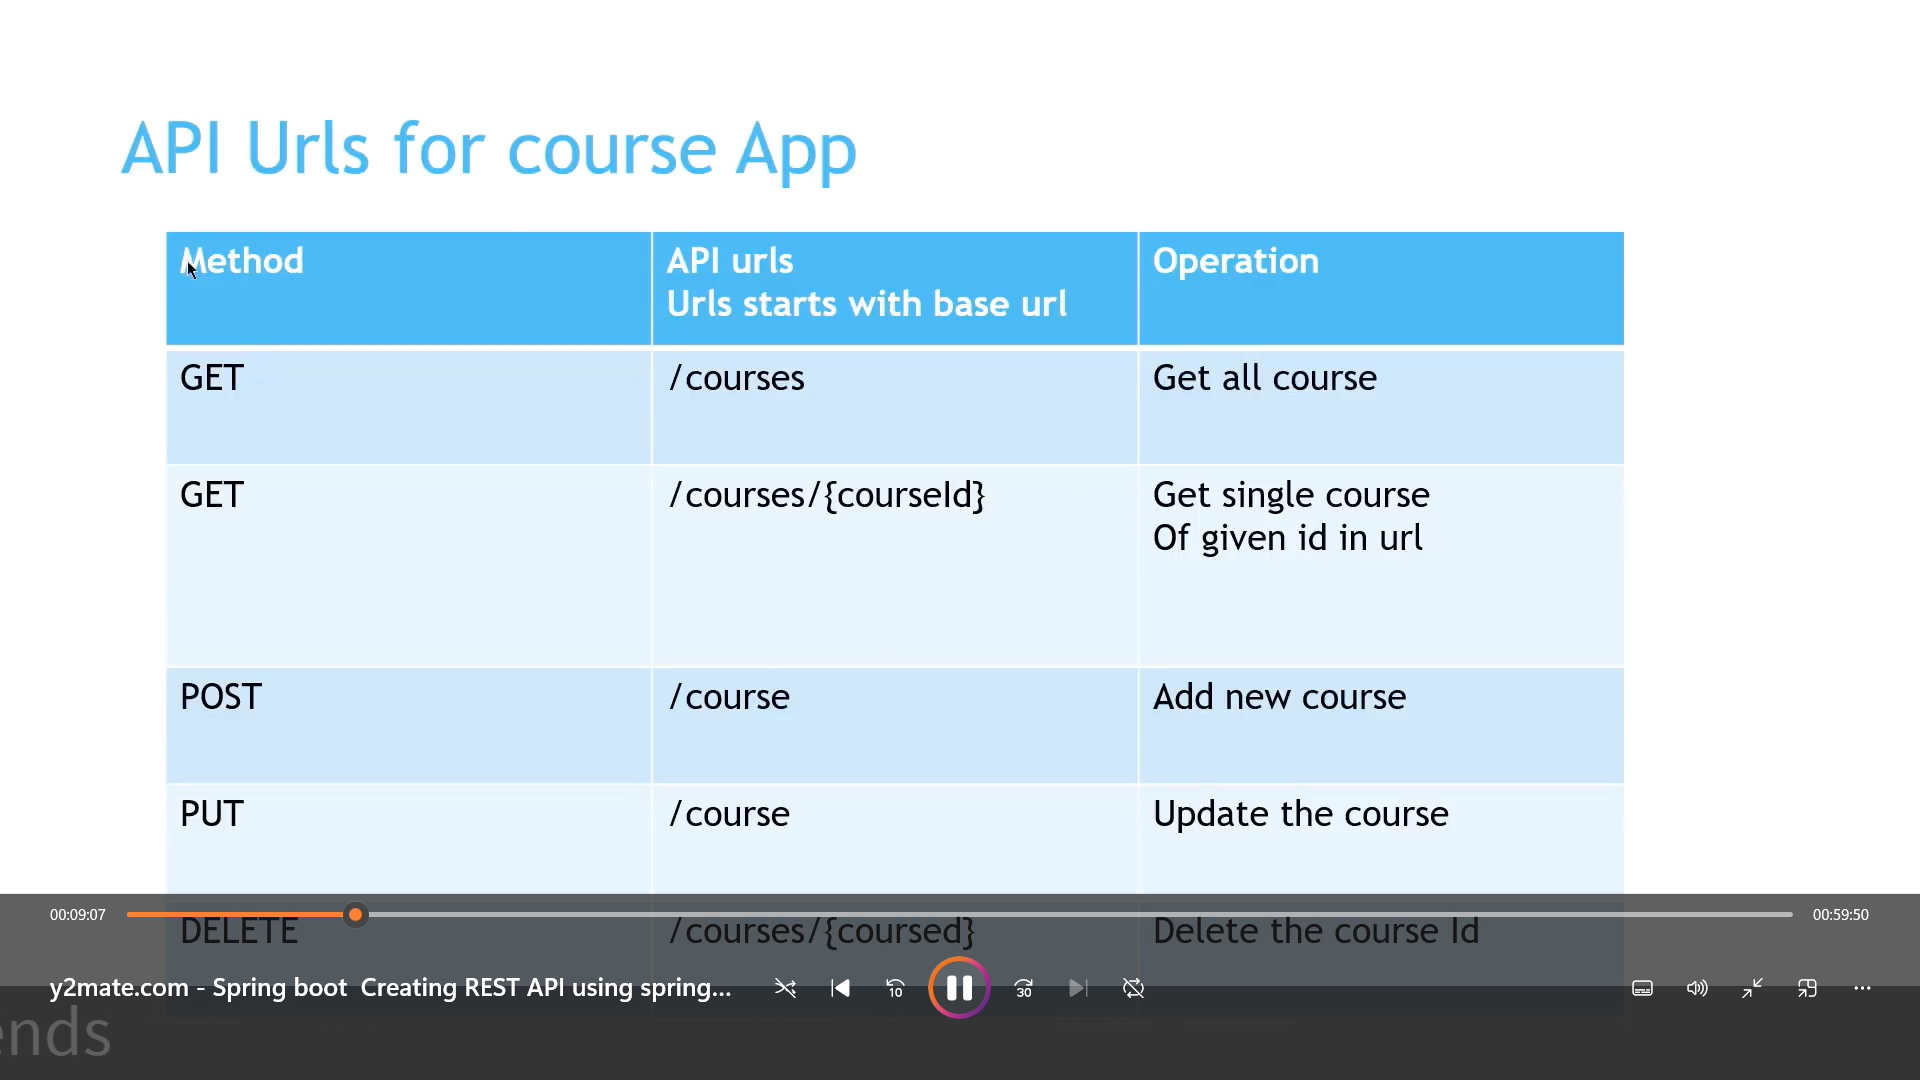 API Urls for course App
Method
API urls
Urls starts with base url
Operation
GET
/courses
Get all course
GET
/courses/{courseId}
Get single course
Of given id in url
POST
/course
Add new course
PUT
/course
Update the course
DELETE
/courses/{coursed}
Delete the course Id
00:09:07
00:59:50
y2mate.com - Spring boot  Creating REST API using spring...
10
30
ends